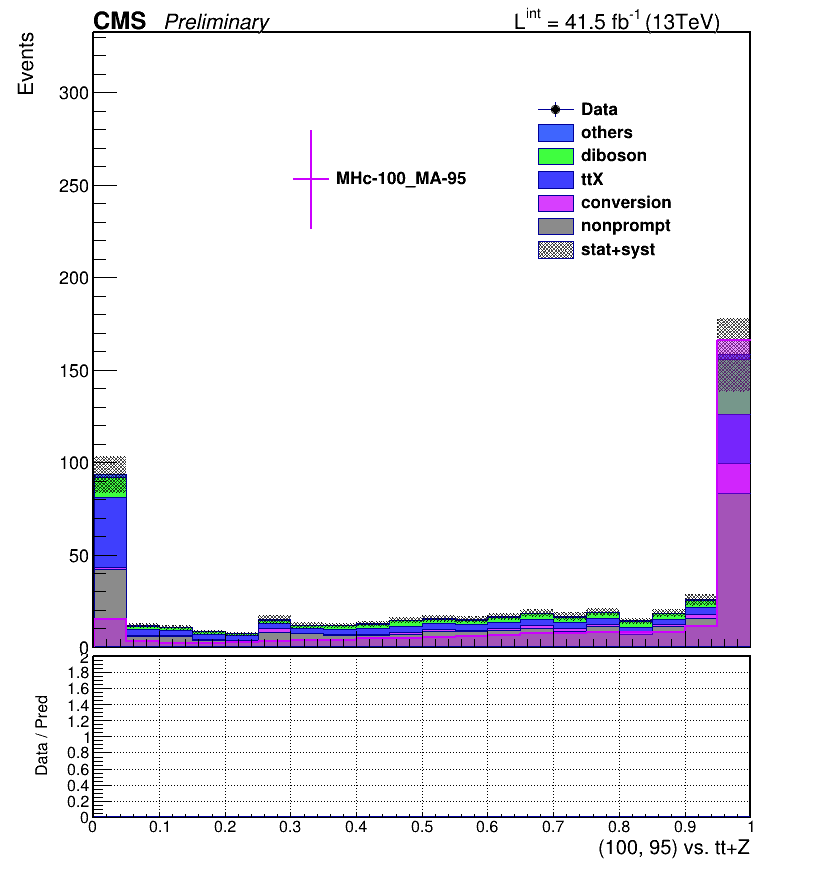 CMS Preliminary L^int = 41.5 fb^-1 (13TeV)
Events
300
250
200
150
100
50
0
Data
others
diboson
ttX
conversion
nonprompt
stat+syst
MHc-100_MA-95
Data / Pred
2
1.8
1.6
1.4
1.2
1
0.8
0.6
0.4
0.2
0
0 0.1 0.2 0.3 0.4 0.5 0.6 0.7 0.8 0.9 1
(100, 95) vs. tt+Z